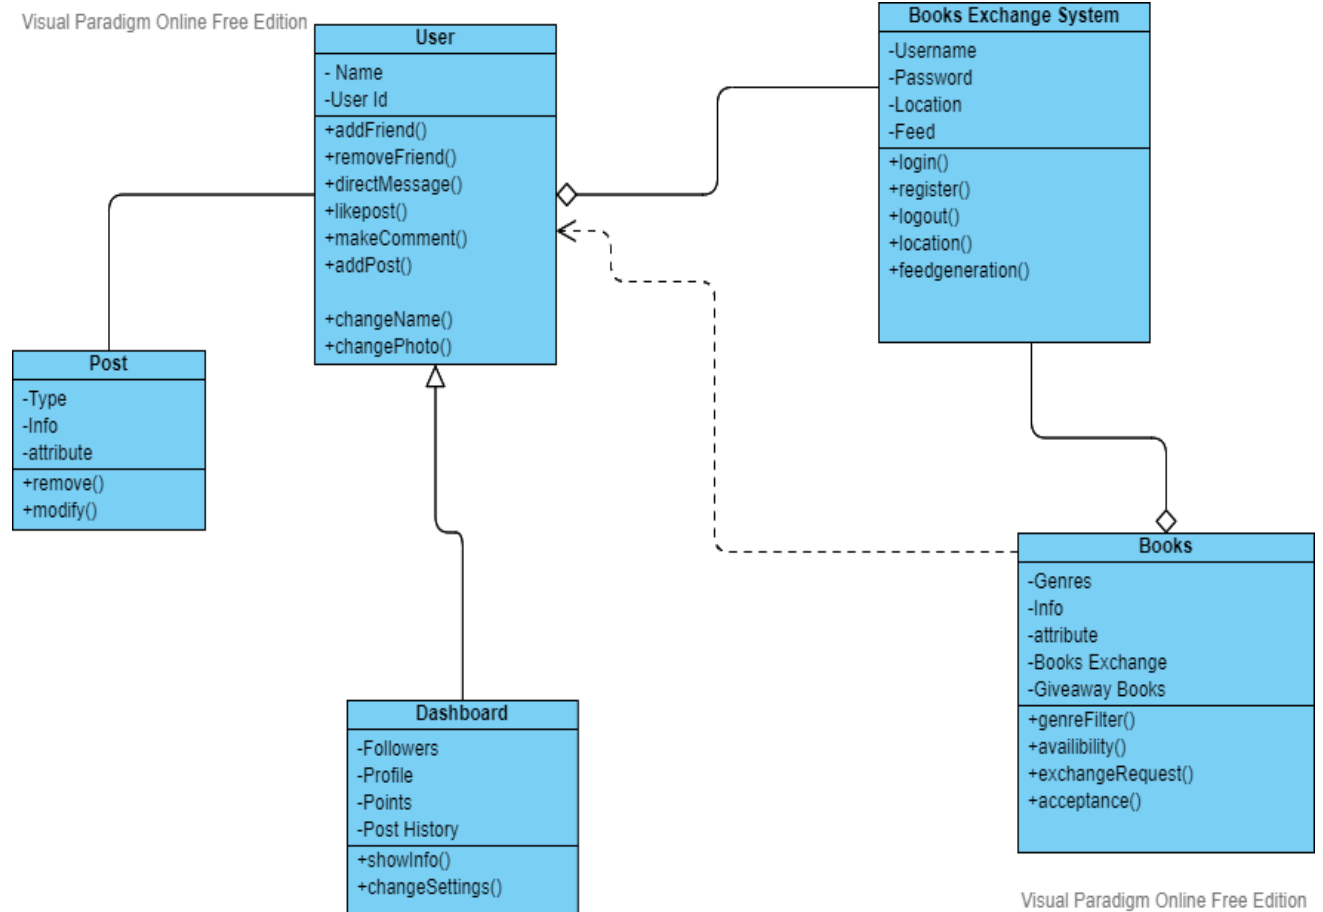 Visual Paradigm Online Free Edition
User
- Name
-User Id
+addFriend()
+removeFriend()
+directMessage()
+likepost()
+makeComment()
+addPost()
+changeName()
+changePhoto()
Books Exchange System
-Username
-Password
-Location
-Feed
+login()
+register()
+logout()
+location()
+feedgeneration()
Post
-Type
-Info
-attribute
+remove()
+modify()
Books
-Genres
-Info
-attribute
-Books Exchange
-Giveaway Books
+genreFilter()
+availibility()
+exchangeRequest()
+acceptance()
Dashboard
-Followers
-Profile
-Points
-Post History
+showInfo()
+changeSettings()
Visual Paradigm Online Free Edition